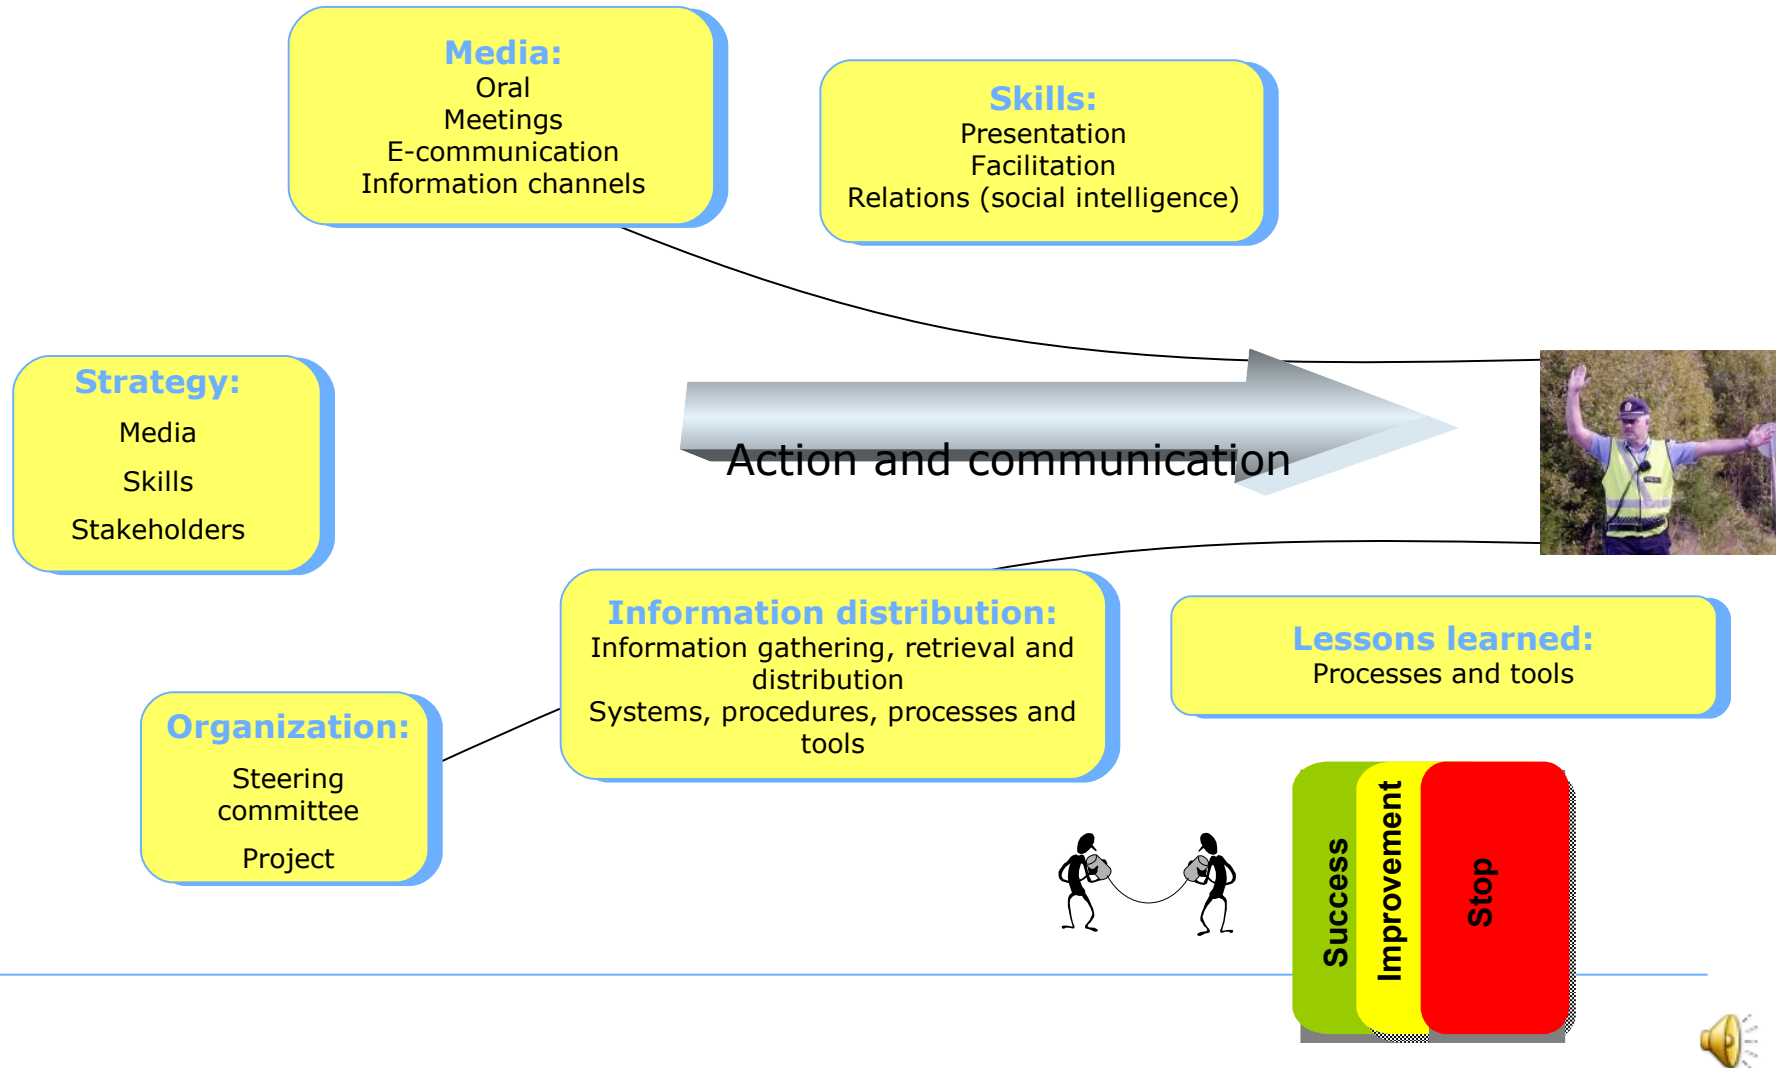 Media:
Oral
Meetings
E-communication
Information channels
Skills:
Presentation
Facilitation
Relations (social intelligence)
Strategy:
Media
Skills
Stakeholders
Action and communication
Information distribution:
Information gathering, retrieval and
distribution
Systems, procedures, processes and
tools
Lessons learned:
Processes and tools
Organization:
Steering
committee
Project
Success
Improvement
Stop